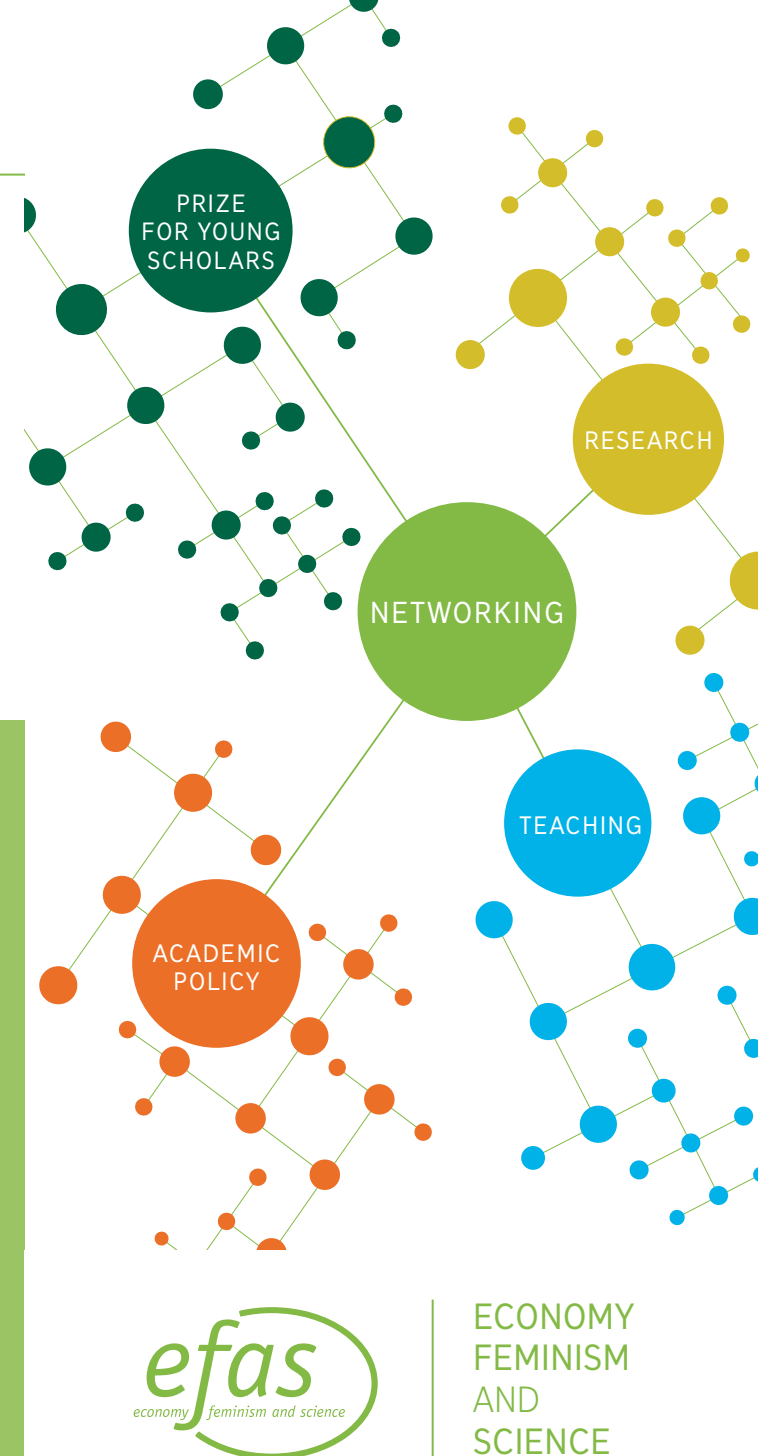 PRIZE
FOR YOUNG
SCHOLARS
RESEARCH
NETWORKING
TEACHING
ACADEMIC
POLICY
efas
economy feminism and science
ECONOMY
FEMINISM
AND
SCIENCE